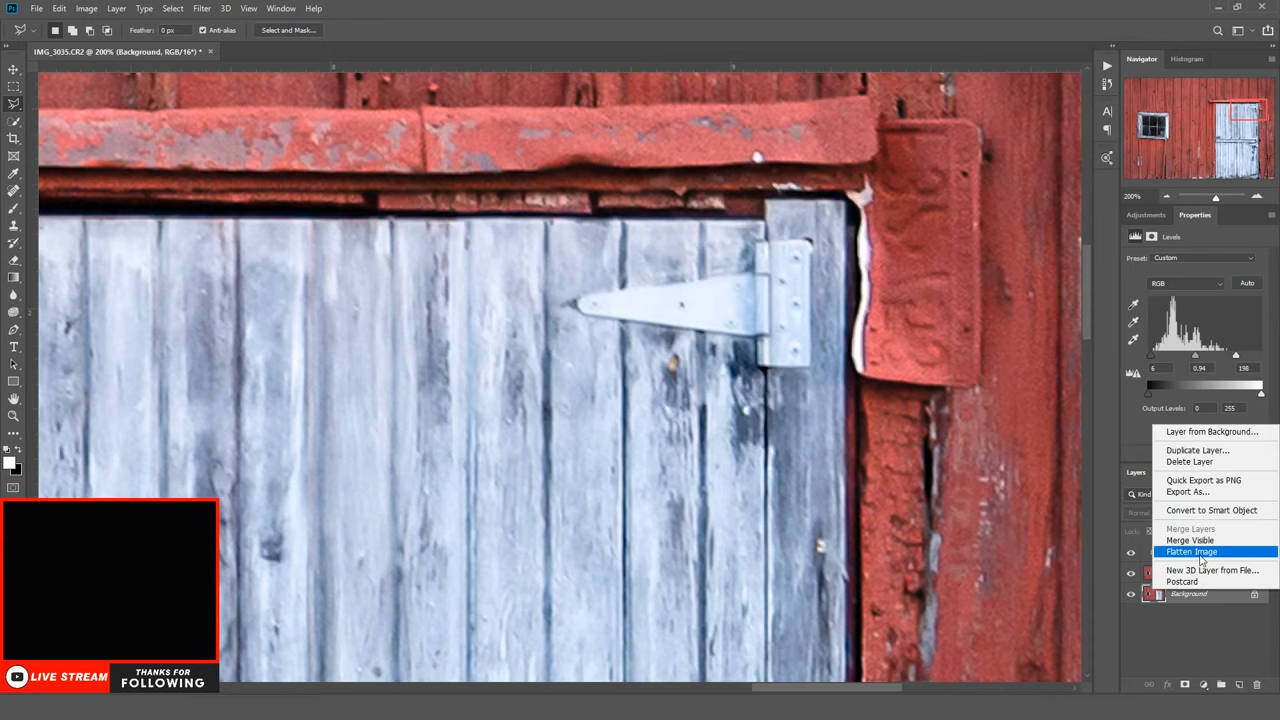 Ps File Edit Image Layer Type Select Filter 3D View Window Help
Feather: 0 px Anti-alias Select and Mask...
IMG_3035.CR2 @ 200% (Background, RGB/16*) * ×
Navigator Histogram
200%
Adjustments Properties
Levels
Preset: Custom
RGB Auto
6 0.94 198
Output Levels: 0 255
Layer from Background...
Duplicate Layer...
Delete Layer
Quick Export as PNG
Export As...
Convert to Smart Object
Merge Layers
Merge Visible
Flatten Image
New 3D Layer from File...
Postcard
Layers
Kind
Normal
Lock:
Background
LIVE STREAM
THANKS FOR
FOLLOWING